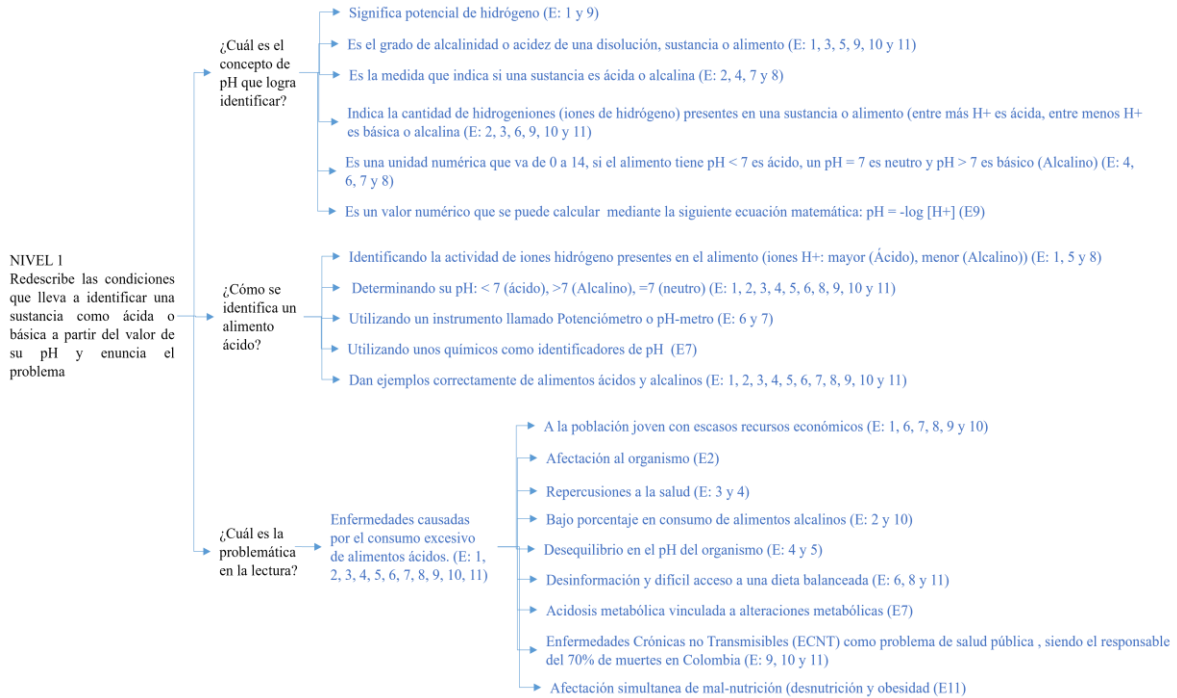 NIVEL 1
Redescribe las condiciones
que lleva a identificar una
sustancia como ácida o
básica a partir del valor de
su pH y enuncia el
problema
¿Cuál es el
concepto de
pH que logra
identificar?
Significa potencial de hidrógeno (E: 1 y 9)
Es el grado de alcalinidad o acidez de una disolución, sustancia o alimento (E: 1, 3, 5, 9, 10 y 11)
Es la medida que indica si una sustancia es ácida o alcalina (E: 2, 4, 7 y 8)
Indica la cantidad de hidrogeniones (iones de hidrógeno) presentes en una sustancia o alimento (entre más H+ es ácida, entre menos H+
es básica o alcalina (E: 2, 3, 6, 9, 10 y 11)
Es una unidad numérica que va de 0 a 14, si el alimento tiene pH < 7 es ácido, un pH = 7 es neutro y pH > 7 es básico (Alcalino) (E: 4,
6, 7 y 8)
Es un valor numérico que se puede calcular mediante la siguiente ecuación matemática: pH = -log [H+] (E9)
¿Cómo se
identifica un
alimento
ácido?
Identificando la actividad de iones hidrógeno presentes en el alimento (iones H+: mayor (Ácido), menor (Alcalino)) (E: 1, 5 y 8)
Determinando su pH: < 7 (ácido), >7 (Alcalino), =7 (neutro) (E: 1, 2, 3, 4, 5, 6, 8, 9, 10 y 11)
Utilizando un instrumento llamado Potenciómetro o pH-metro (E: 6 y 7)
Utilizando unos químicos como identificadores de pH (E7)
Dan ejemplos correctamente de alimentos ácidos y alcalinos (E: 1, 2, 3, 4, 5, 6, 7, 8, 9, 10 y 11)
¿Cuál es la
problemática
en la lectura?
Enfermedades causadas
por el consumo excesivo
de alimentos ácidos. (E: 1,
2, 3, 4, 5, 6, 7, 8, 9, 10, 11)
A la población joven con escasos recursos económicos (E: 1, 6, 7, 8, 9 y 10)
Afectación al organismo (E2)
Repercusiones a la salud (E: 3 y 4)
Bajo porcentaje en consumo de alimentos alcalinos (E: 2 y 10)
Desequilibrio en el pH del organismo (E: 4 y 5)
Desinformación y difícil acceso a una dieta balanceada (E: 6, 8 y 11)
Acidosis metabólica vinculada a alteraciones metabólicas (E7)
Enfermedades Crónicas no Transmisibles (ECNT) como problema de salud pública , siendo el responsable
del 70% de muertes en Colombia (E: 9, 10 y 11)
Afectación simultanea de mal-nutrición (desnutrición y obesidad (E11)